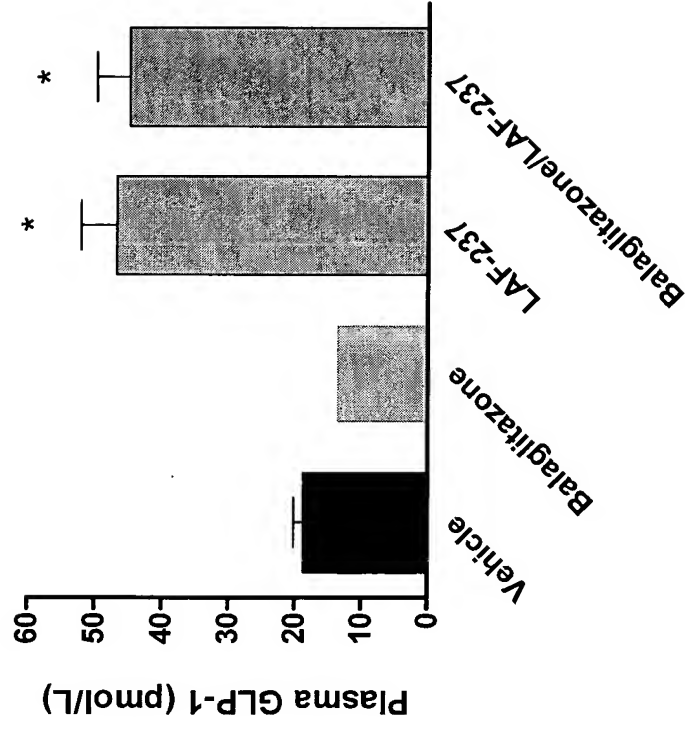 Plasma GLP-1 (pmol/L)
60
50
40
30
20
10
0
*
*
Vehicle
Balaglitazone
LAF-237
Balaglitazone/LAF-237